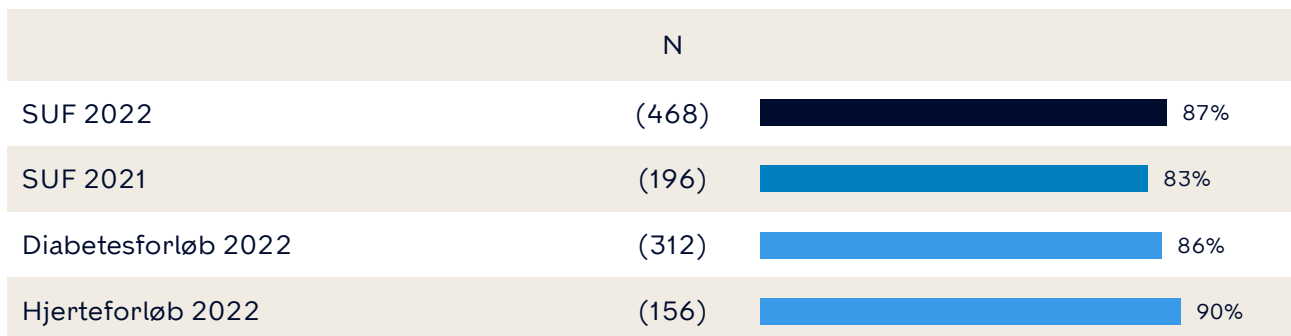 N
SUF 2022 (468) 87%
SUF 2021 (196) 83%
Diabetesforløb 2022 (312) 86%
Hjerteforløb 2022 (156) 90%